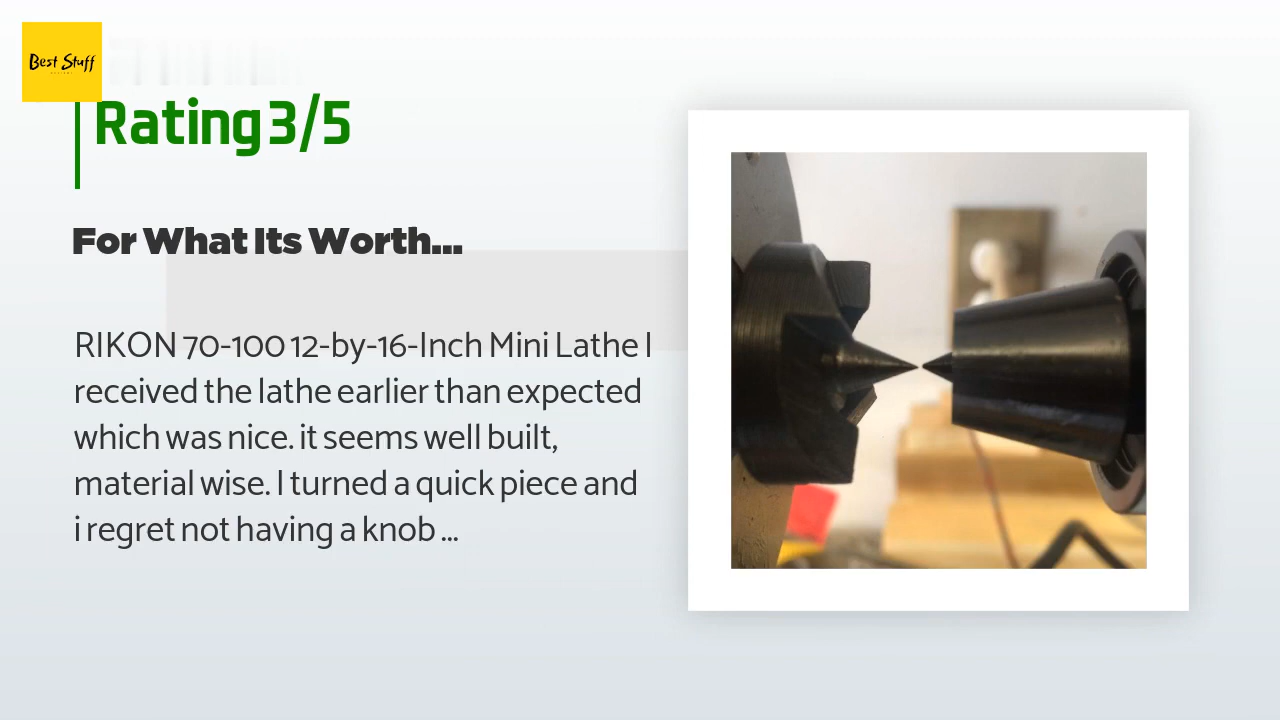 Best Stuff
Rating 3/5
For What Its Worth...
RIKON 70-100 12-by-16-Inch Mini Lathe I
received the lathe earlier than expected
which was nice. it seems well built,
material wise. I turned a quick piece and
i regret not having a knob ...